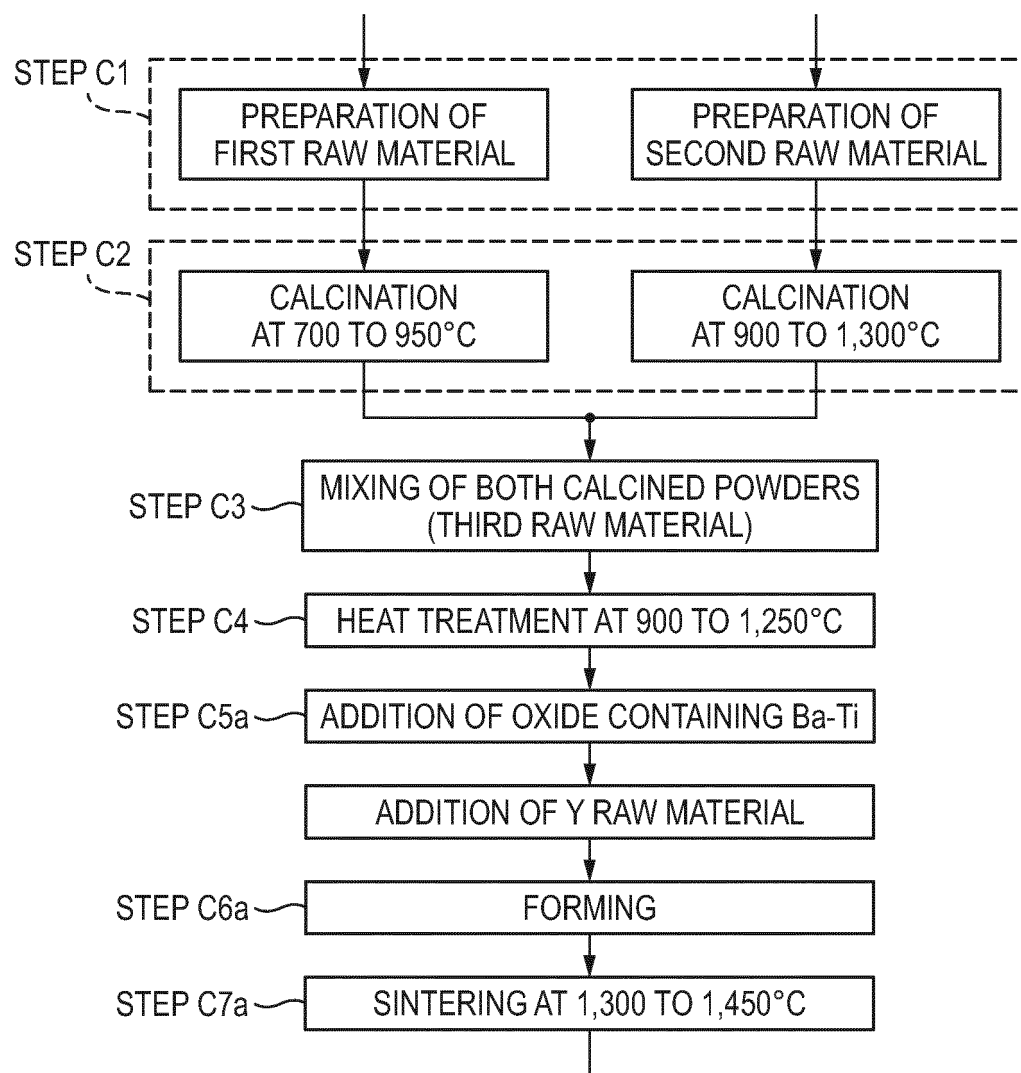 STEP C1
PREPARATION OF
FIRST RAW MATERIAL
PREPARATION OF
SECOND RAW MATERIAL
STEP C2
CALCINATION
AT 700 TO 950°C
CALCINATION
AT 900 TO 1,300°C
STEP C3
MIXING OF BOTH CALCINED POWDERS
(THIRD RAW MATERIAL)
STEP C4
HEAT TREATMENT AT 900 TO 1,250°C
STEP C5a
ADDITION OF OXIDE CONTAINING Ba-Ti
ADDITION OF Y RAW MATERIAL
STEP C6a
FORMING
STEP C7a
SINTERING AT 1,300 TO 1,450°C